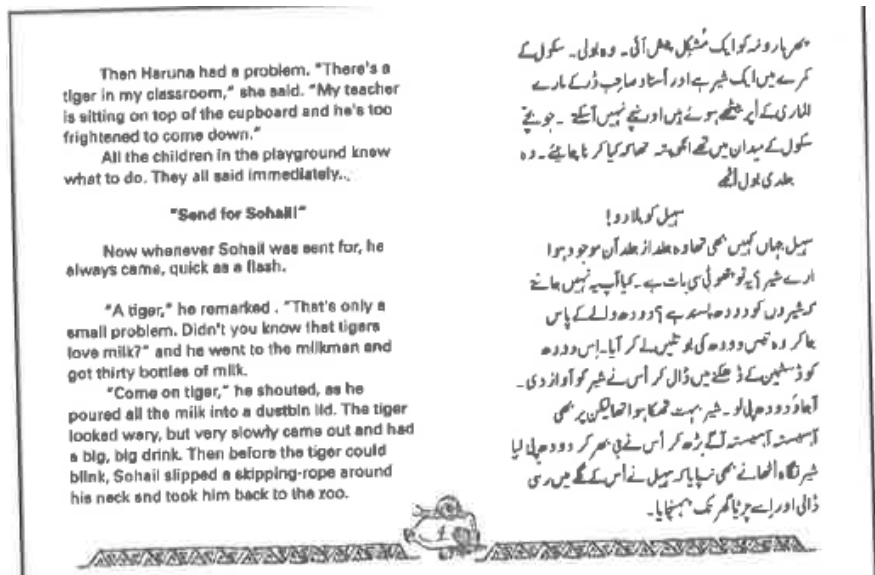 Then Haruna had a problem. "There's a
tiger in my classroom," she said. "My teacher
is sitting on top of the cupboard and he's too
frightened to come down."
All the children in the playground knew
what to do. They all said immediately...
"Send for Sohail!"
Now whenever Sohail was sent for, he
always came, quick as a flash.
"A tiger," he remarked . "That's only a
small problem. Didn't you know that tigers
love milk?" and he went to the milkman and
got thirty bottles of milk.
"Come on tiger," he shouted, as he
poured all the milk into a dustbin lid. The tiger
looked wary, but very slowly came out and had
a big, big drink. Then before the tiger could
blink, Sohail slipped a skipping-rope around
his neck and took him back to the zoo.
پھر ہارونہ کو ایک مُشکل پیش آئی۔ وہ بولی۔ سکول کے
کمرے میں ایک شیر ہے اور اُستاد صاحب ڈر کے مارے
الماری کے اُپر بیٹھے ہوئے ہیں اور نیچے نہیں آسکتے ۔ جو بچے
سکول کے میدان میں تھے انکو پتہ تھا کہ کیا کرنا چاہیئے ۔ وہ
جلدی بول اُٹھے
سہیل کو بلا دو!
سہیل جہاں کہیں بھی تھا وہ جلد از جلد آن موجود ہوا
ارے شیر؟ یہ تو چھوٹی سی بات ہے ۔ کیا آپ یہ نہیں جانتے
کہ شیروں کو دودھ پسند ہے؟ دودھ والے کے پاس
جا کر وہ تیس دودھ کی بوتلیں لے کر آیا۔ اِس دودھ
کو ڈسٹبین کے ڈھکنے میں ڈال کر اُس نے شیر کو آواز دی۔
آجاؤ دودھ پی لو ۔ شیر بہت تھکا ہوا تھا لیکن پر بھی
آہستہ آہستہ آگے بڑھ کر اُس نے جی بھر کر دودھ پی لیا
شیر نگاہ اُٹھانے بھی نہ پایا کہ سہیل نے اُس کے گلے میں رسی
ڈالی اور اِسے چڑیا گھر تک پہنچایا۔
1